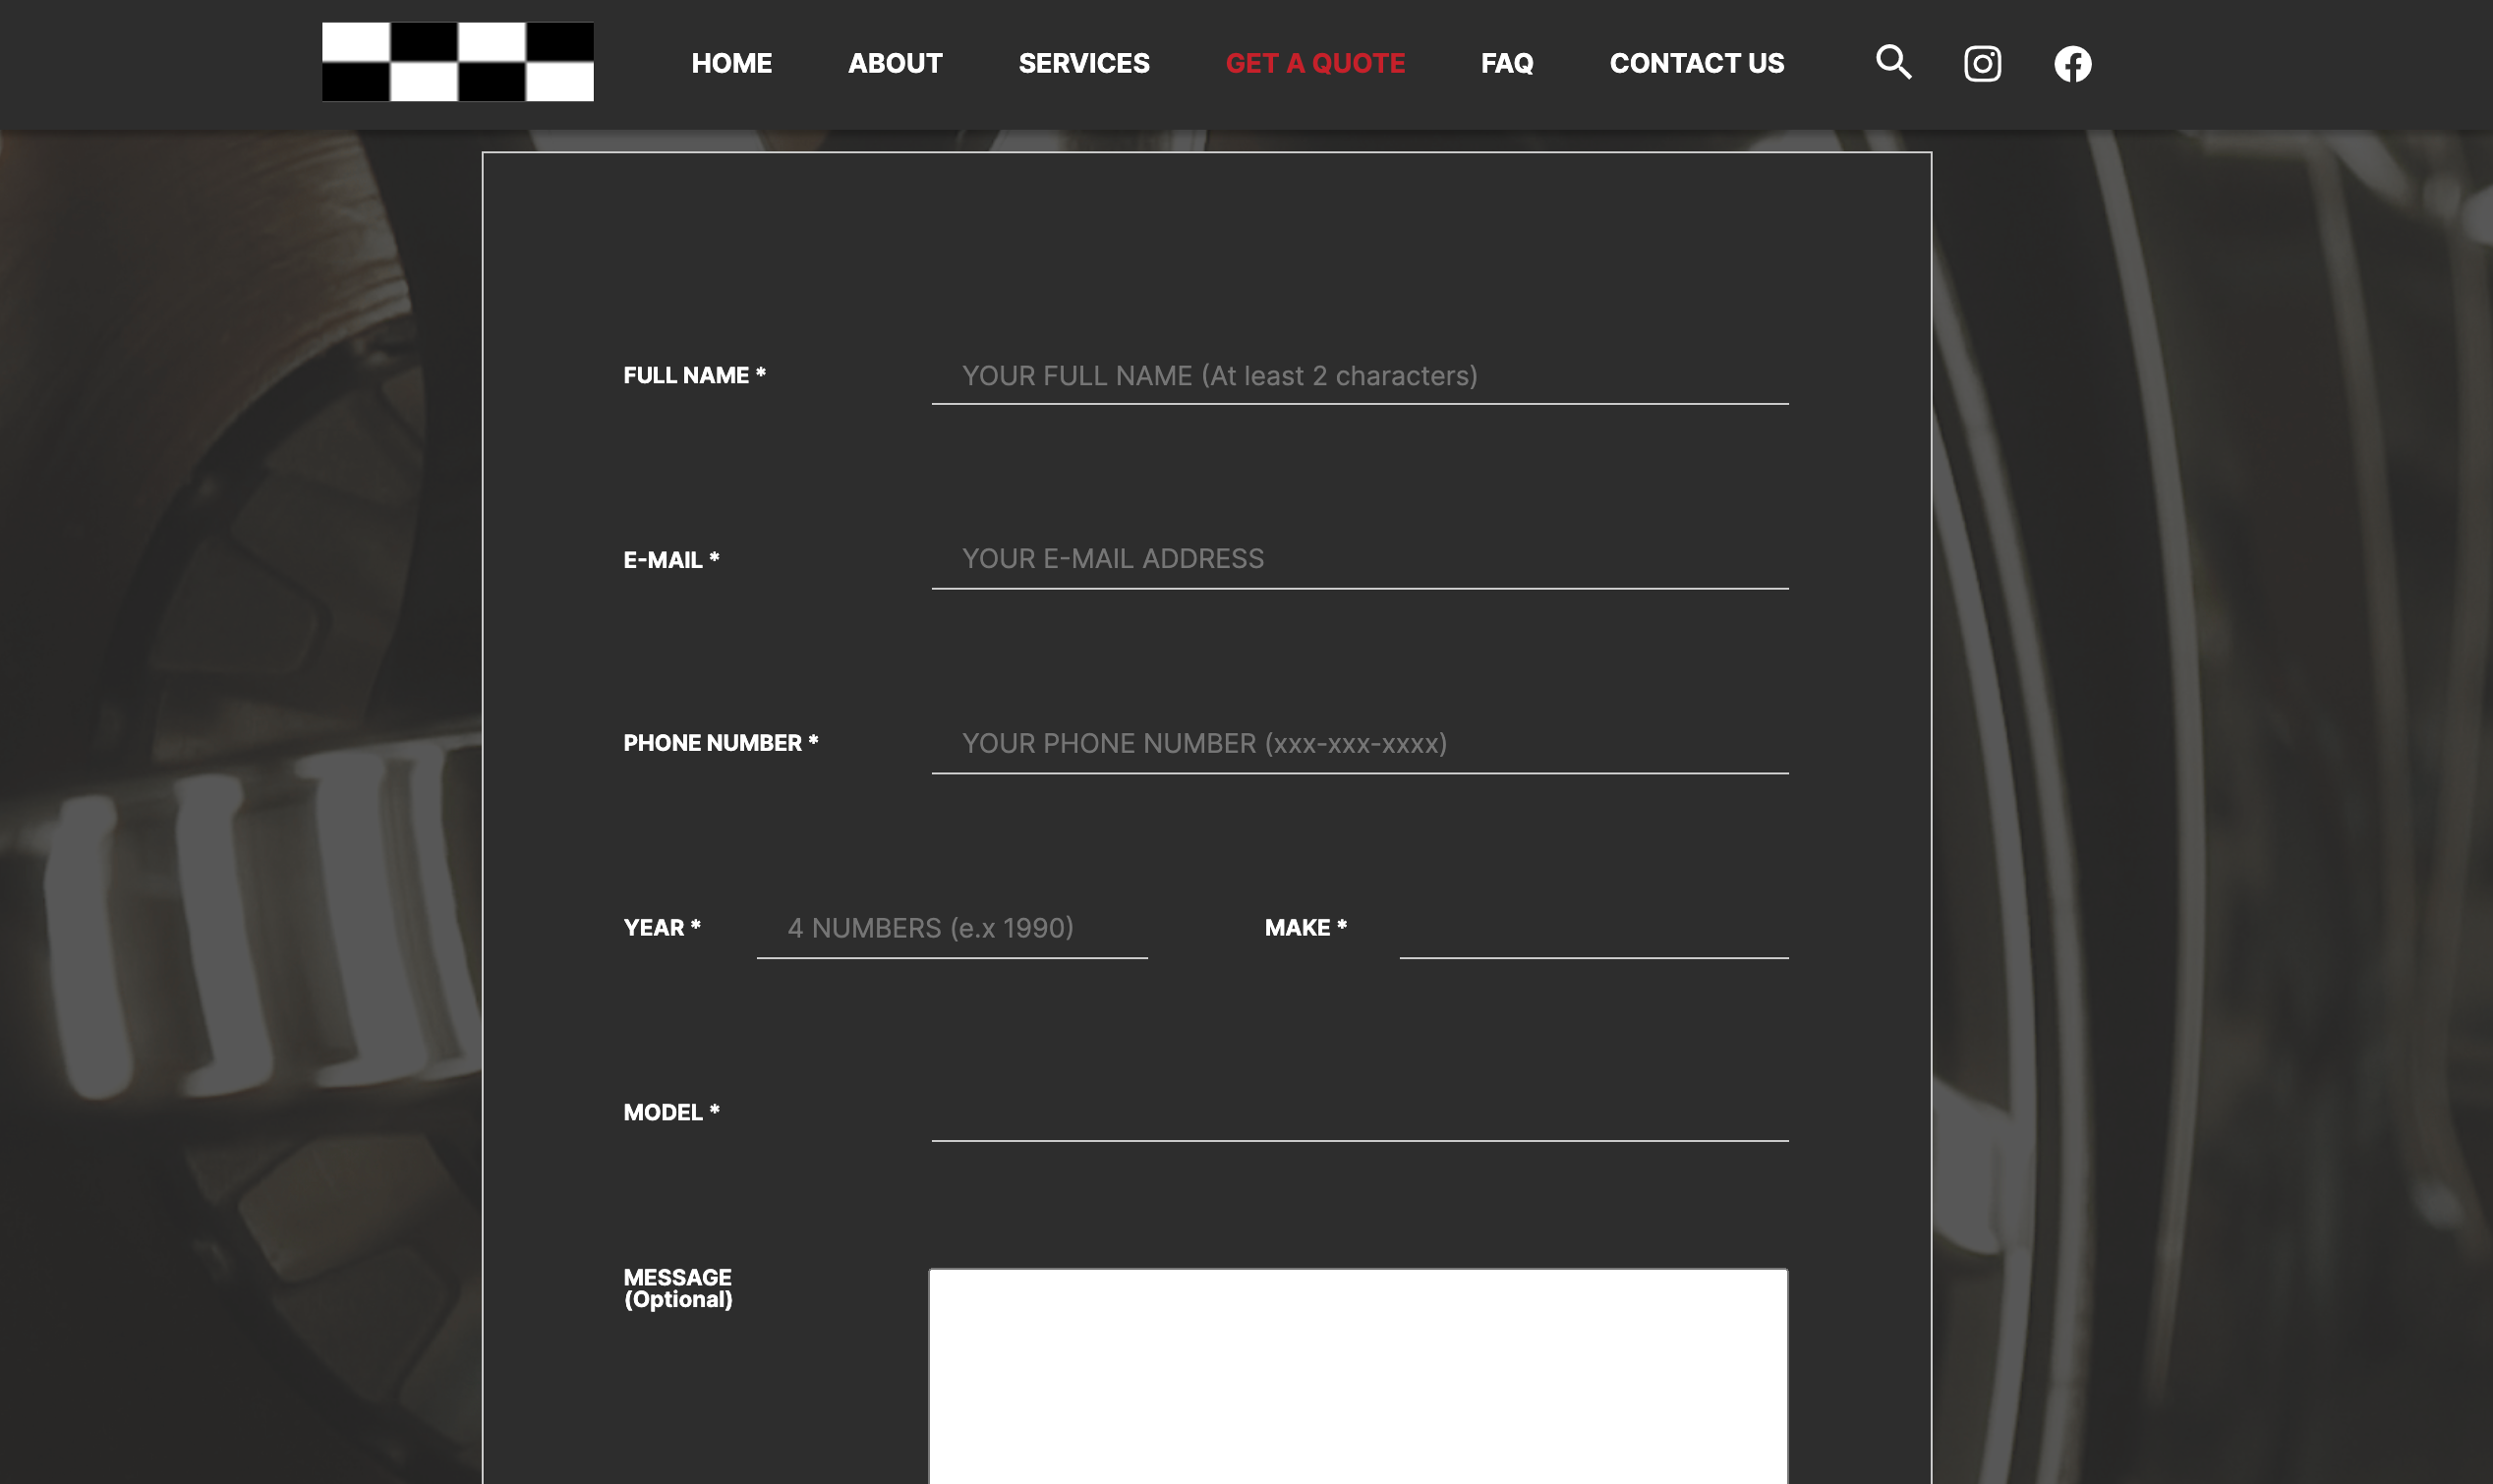 HOME ABOUT SERVICES GET A QUOTE FAQ CONTACT US
FULL NAME * YOUR FULL NAME (At least 2 characters)
E-MAIL * YOUR E-MAIL ADDRESS
PHONE NUMBER * YOUR PHONE NUMBER (xxx-xxx-xxxx)
YEAR * 4 NUMBERS (e.x 1990) MAKE *
MODEL *
MESSAGE
(Optional)